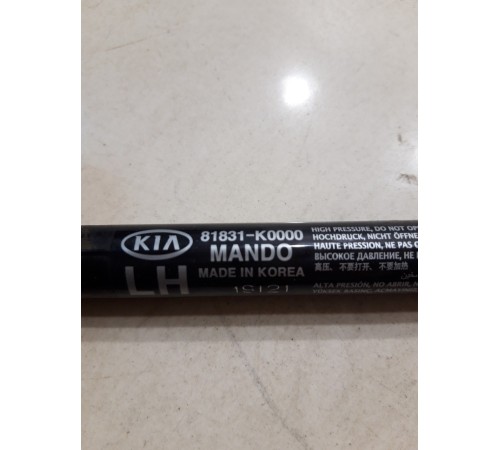 KIA
81831-K0000
MANDO
LH
MADE IN KOREA
HIGH PRESSURE, DO NOT OP
HOCHDRUCK, NICHT ÖFFNE
HAUTE PRESSION, NE PAS
ВЫСОКОЕ ДАВЛЕНИЕ, НЕ
高压、不要打开、不要加热
ALTA PRESIÓN, NO ABRIR,